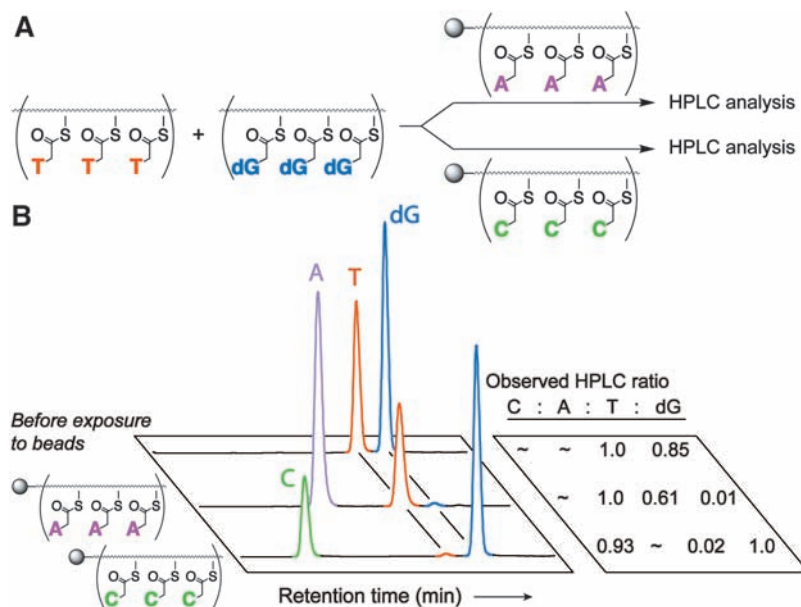 A
O S O S O S
A A A
HPLC analysis
O S O S O S + O S O S O S
T T T dG dG dG
HPLC analysis
O S O S O S
C C C
B
dG
A T
Observed HPLC ratio
C : A : T : dG
Before exposure
to beads
~ ~ 1.0 0.85
O S O S O S
A A A
C
~ 1.0 0.61 0.01
O S O S O S
C C C
0.93 ~ 0.02 1.0
Retention time (min)